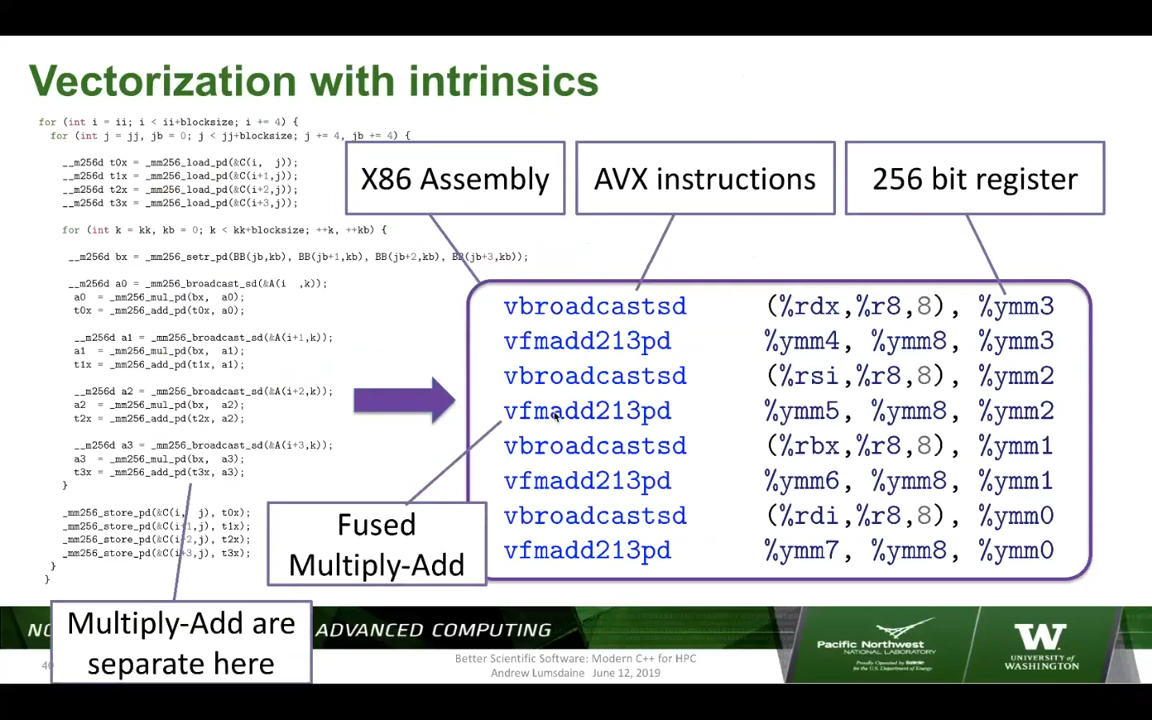 Vectorization with intrinsics
for (int i = ii; i < ii+blocksize; i += 4) {
for (int j = jj, jb = 0; j < jj+blocksize; j += 4, jb += 4) {
__m256d t0x = _mm256_load_pd(&C(i, j));
__m256d t1x = _mm256_load_pd(&C(i+1,j));
__m256d t2x = _mm256_load_pd(&C(i+2,j));
__m256d t3x = _mm256_load_pd(&C(i+3,j));
for (int k = kk, kb = 0; k < kk+blocksize; ++k, ++kb) {
__m256d bx = _mm256_setr_pd(BB(jb,kb), BB(jb+1,kb), BB(jb+2,kb), BB(jb+3,kb));
__m256d a0 = _mm256_broadcast_sd(&A(i ,k));
a0 = _mm256_mul_pd(bx, a0);
t0x = _mm256_add_pd(t0x, a0);
__m256d a1 = _mm256_broadcast_sd(&A(i+1,k));
a1 = _mm256_mul_pd(bx, a1);
t1x = _mm256_add_pd(t1x, a1);
__m256d a2 = _mm256_broadcast_sd(&A(i+2,k));
a2 = _mm256_mul_pd(bx, a2);
t2x = _mm256_add_pd(t2x, a2);
__m256d a3 = _mm256_broadcast_sd(&A(i+3,k));
a3 = _mm256_mul_pd(bx, a3);
t3x = _mm256_add_pd(t3x, a3);
}
_mm256_store_pd(&C(i, j), t0x);
_mm256_store_pd(&C(i+1,j), t1x);
_mm256_store_pd(&C(i+2,j), t2x);
_mm256_store_pd(&C(i+3,j), t3x);
}
}
X86 Assembly
AVX instructions
256 bit register
vbroadcastsd (%rdx,%r8,8), %ymm3
vfmadd213pd %ymm4, %ymm8, %ymm3
vbroadcastsd (%rsi,%r8,8), %ymm2
vfmadd213pd %ymm5, %ymm8, %ymm2
vbroadcastsd (%rbx,%r8,8), %ymm1
vfmadd213pd %ymm6, %ymm8, %ymm1
vbroadcastsd (%rdi,%r8,8), %ymm0
vfmadd213pd %ymm7, %ymm8, %ymm0
Fused
Multiply-Add
Multiply-Add are
separate here
ADVANCED COMPUTING
Better Scientific Software: Modern C++ for HPC
Andrew Lumsdaine June 12, 2019
Pacific Northwest
NATIONAL LABORATORY
W
UNIVERSITY of
WASHINGTON